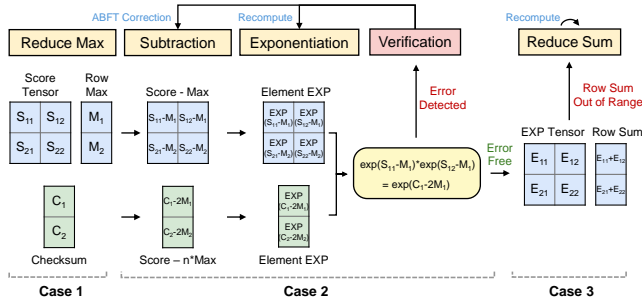 ABFT Correction
Recompute
Recompute
Reduce Max
Subtraction
Exponentiation
Verification
Reduce Sum
Score Tensor
Row Max
Score - Max
Element EXP
Error Detected
Row Sum Out of Range
S11 S12
S21 S22
M1
M2
S11-M1 S12-M1
S21-M2 S22-M2
EXP (S11-M1) EXP (S12-M1)
EXP (S21-M2) EXP (S22-M2)
exp(S11-M1)*exp(S12-M1)
= exp(C1-2M1)
Error Free
EXP Tensor
Row Sum
E11 E12
E21 E22
E11+E12
E21+E22
C1
C2
Checksum
C1-2M1
C2-2M2
Score – n*Max
EXP (C1-2M1)
EXP (C2-2M2)
Element EXP
Case 1
Case 2
Case 3